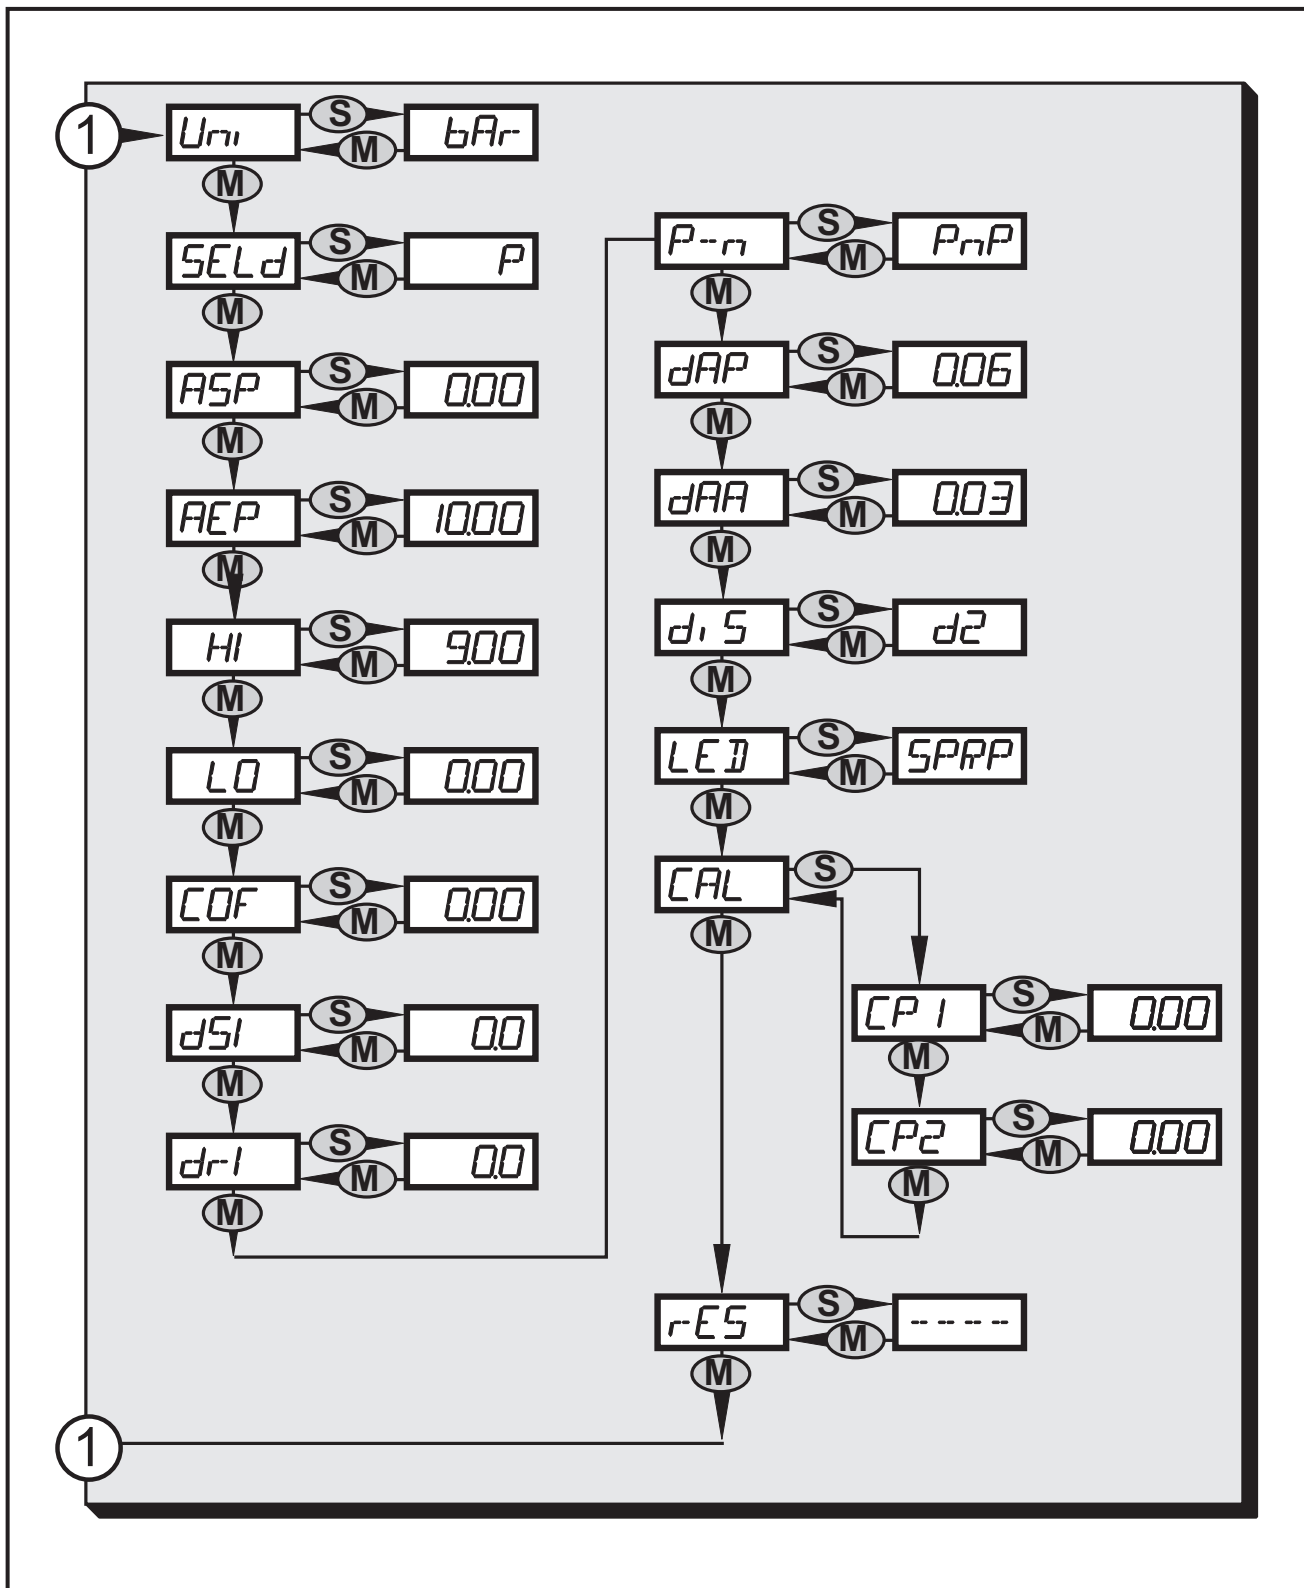 1
Uni S bAr
M
M
SELd S P
M
M
ASP S 0.00
M
M
AEP S 10.00
M
M
HI S 9.00
M
M
LO S 0.00
M
M
COF S 0.00
M
M
dS1 S 0.0
M
M
dr1 S 0.0
M
M
P-n S PnP
M
M
dAP S 0.06
M
M
dAA S 0.03
M
M
diS S d2
M
M
LED S SPRP
M
M
CAL S
M
CP1 S 0.00
M
M
CP2 S 0.00
M
M
rES S ----
M
M
1